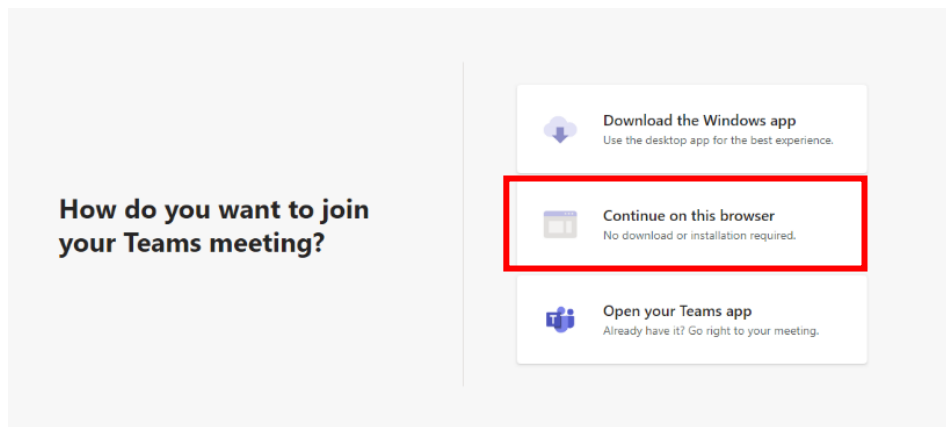 How do you want to join
your Teams meeting?
Download the Windows app
Use the desktop app for the best experience.
Continue on this browser
No download or installation required.
Open your Teams app
Already have it? Go right to your meeting.